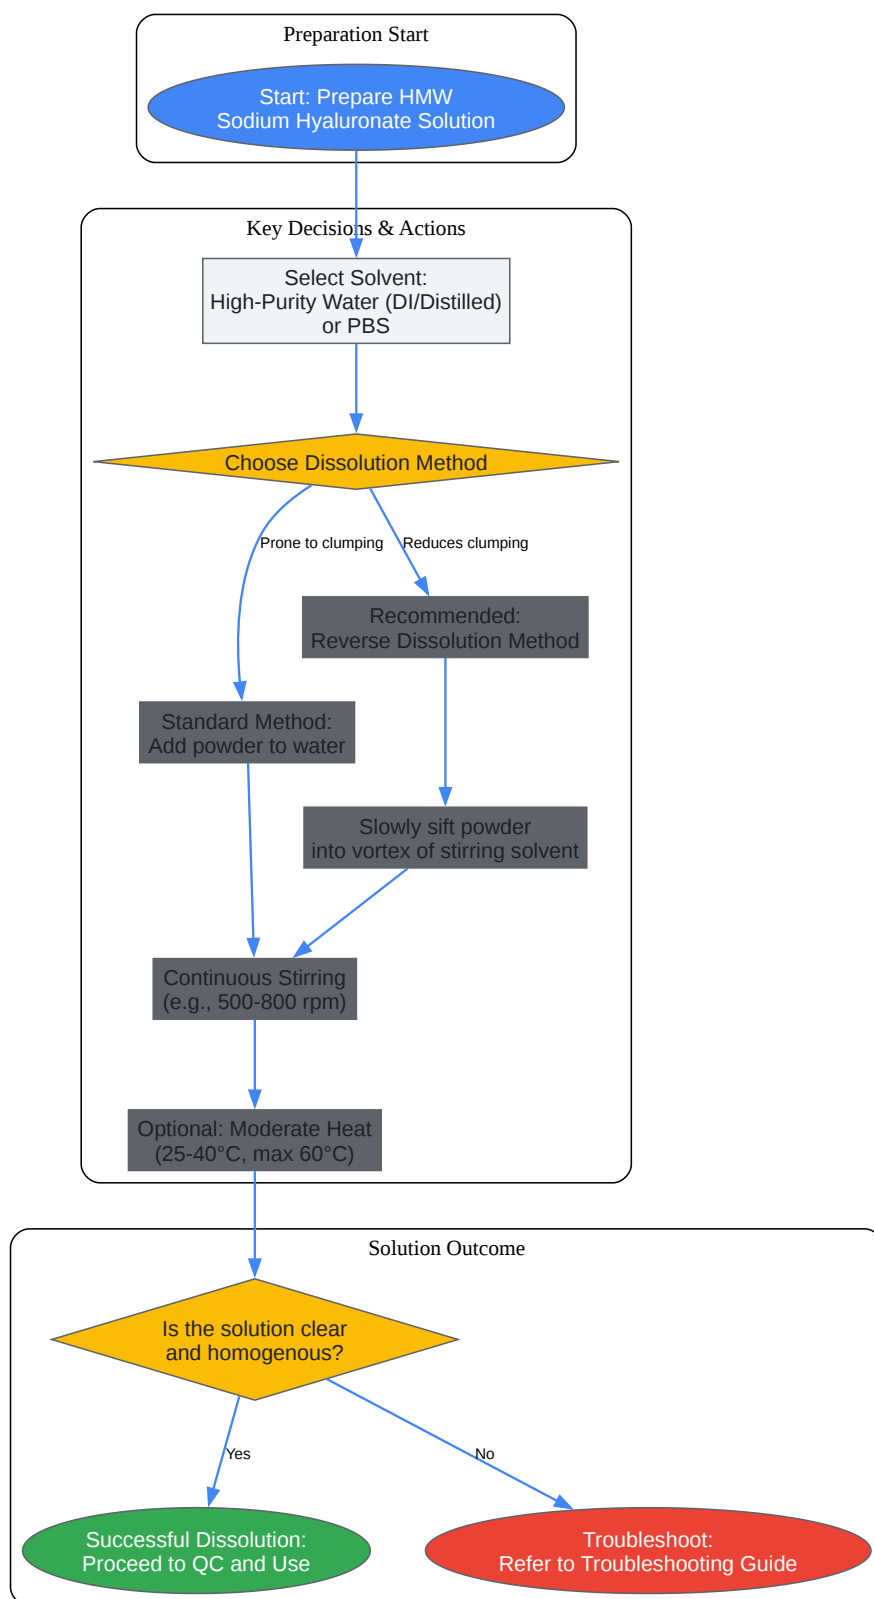 Preparation Start
Start: Prepare HMW
Sodium Hyaluronate Solution
Key Decisions & Actions
Select Solvent:
High-Purity Water (DI/Distilled)
or PBS
Choose Dissolution Method
Prone to clumping
Reduces clumping
Recommended:
Reverse Dissolution Method
Standard Method:
Add powder to water
Slowly sift powder
into vortex of stirring solvent
Continuous Stirring
(e.g., 500-800 rpm)
Optional: Moderate Heat
(25-40°C, max 60°C)
Solution Outcome
Is the solution clear
and homogenous?
Yes
No
Successful Dissolution:
Proceed to QC and Use
Troubleshoot:
Refer to Troubleshooting Guide